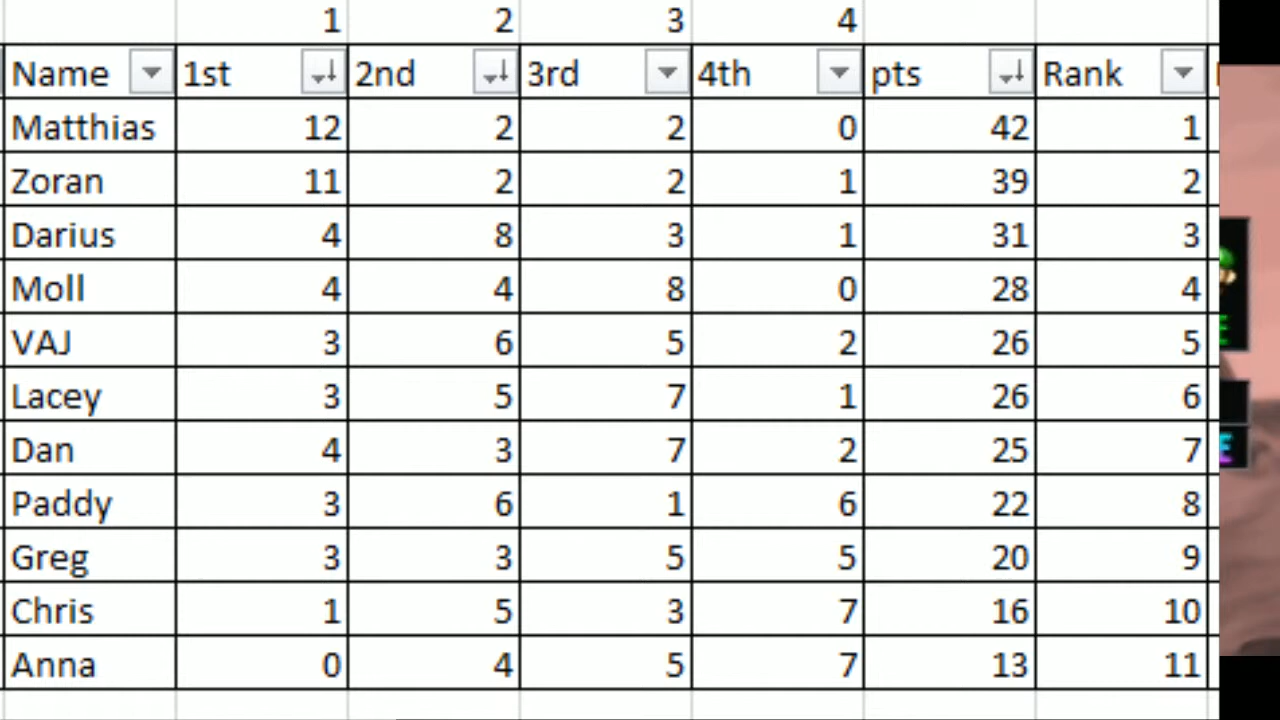 1 2 3 4
Name 1st 2nd 3rd 4th pts Rank
Matthias 12 2 2 0 42 1
Zoran 11 2 2 1 39 2
Darius 4 8 3 1 31 3
Moll 4 4 8 0 28 4
VAJ 3 6 5 2 26 5
Lacey 3 5 7 1 26 6
Dan 4 3 7 2 25 7
Paddy 3 6 1 6 22 8
Greg 3 3 5 5 20 9
Chris 1 5 3 7 16 10
Anna 0 4 5 7 13 11